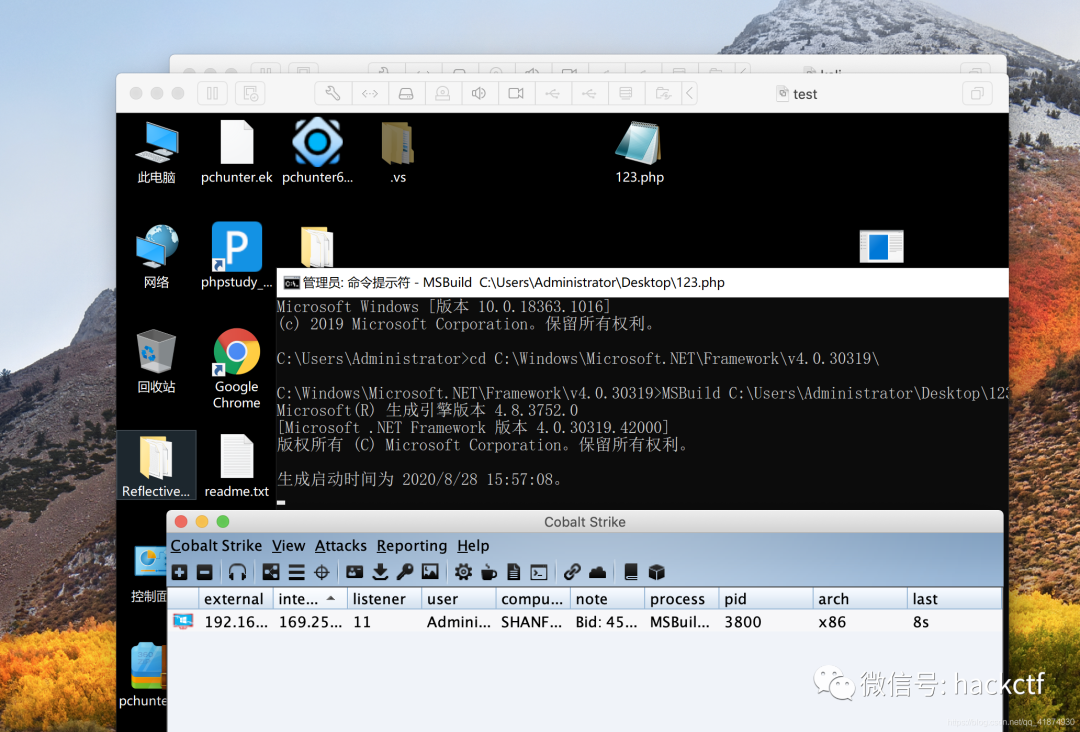 test
此电脑
pchunter.ek
pchunter6...
.vs
123.php
网络
phpstudy_...
管理员: 命令提示符 - MSBuild C:\Users\Administrator\Desktop\123.php
Microsoft Windows [版本 10.0.18363.1016]
(c) 2019 Microsoft Corporation。保留所有权利。
C:\Users\Administrator>cd C:\Windows\Microsoft.NET\Framework\v4.0.30319\
C:\Windows\Microsoft.NET\Framework\v4.0.30319>MSBuild C:\Users\Administrator\Desktop\123
Microsoft(R) 生成引擎版本 4.8.3752.0
[Microsoft .NET Framework 版本 4.0.30319.42000]
版权所有 (C) Microsoft Corporation。保留所有权利。
生成启动时间为 2020/8/28 15:57:08。
回收站
Google
Chrome
Reflective...
readme.txt
控制面
pchunte
Cobalt Strike
Cobalt Strike View Attacks Reporting Help
external inte... listener user compu... note process pid arch last
192.16... 169.25... 11 Admini... SHANF... Bid: 45... MSBuil... 3800 x86 8s
微信号: hackctf